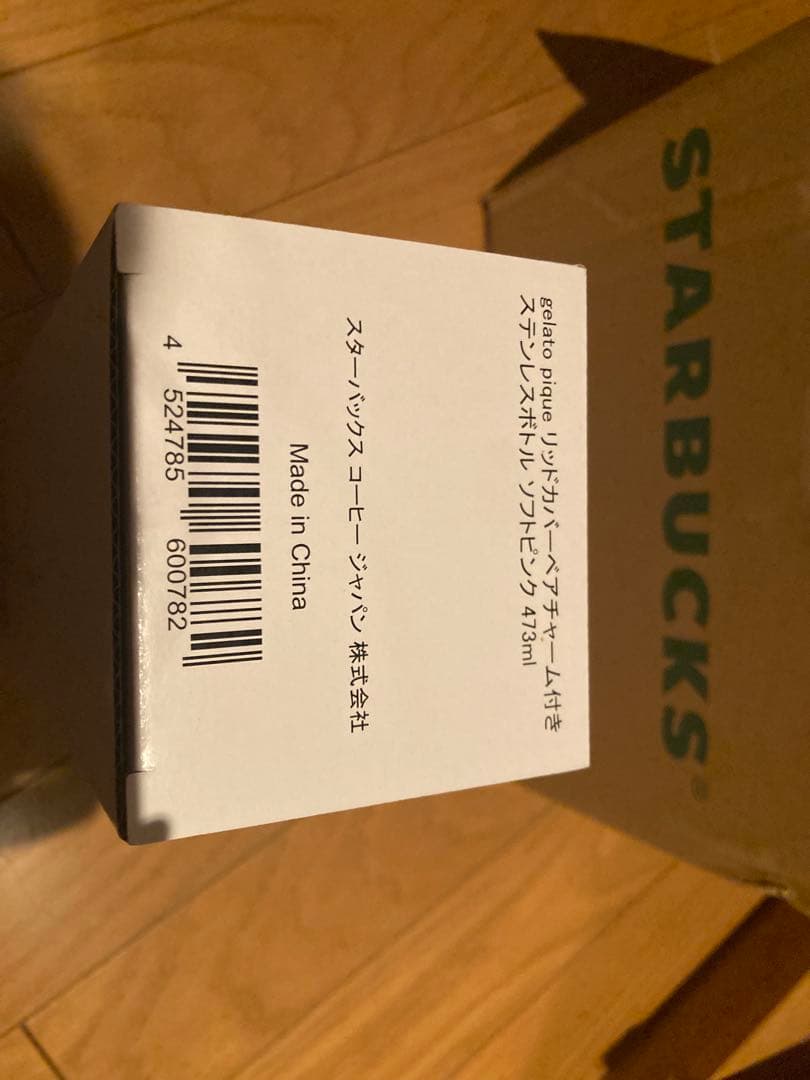 gelato pique リッドカバーベアチャーム付き
ステンレスボトル ソフトピンク 473ml
スターバックス コーヒー ジャパン 株式会社
Made in China
4 524785 600782
STARBUCKS®